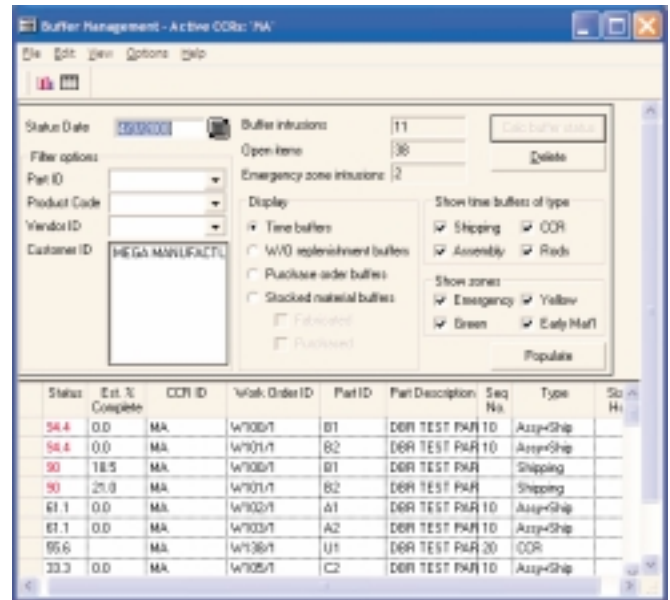 Buffer Management - Active CCRs: 'MA'
File Edit View Options Help
Status Date
Buffer intrusions 11
Calc buffer status
Open items 38
Delete
Emergency zone intrusions 2
Filter options
Part ID
Product Code
Vendor ID
Customer ID
MEGA MANUFACTU
Display
Time buffers
W/O replenishment buffers
Purchase order buffers
Stocked material buffers
Fabricated
Purchased
Show time buffers of type
Shipping CCR
Assembly Rods
Show zones
Emergency Yellow
Green Early Mat'l
Populate
Status Est. % Complete CCR ID Work Order ID Part ID Part Description Seq No. Type
94.4 0.0 MA W100/1 B1 DBR TEST PAR 10 Assy+Ship
94.4 0.0 MA W101/1 B2 DBR TEST PAR 10 Assy+Ship
90 18.5 MA W100/1 B1 DBR TEST PAR Shipping
90 21.0 MA W101/1 B2 DBR TEST PAR Shipping
61.1 0.0 MA W102/1 A1 DBR TEST PAR 10 Assy+Ship
61.1 0.0 MA W103/1 A2 DBR TEST PAR 10 Assy+Ship
55.6 MA W138/1 U1 DBR TEST PAR 20 CCR
33.3 0.0 MA W105/1 C2 DBR TEST PAR 10 Assy+Ship